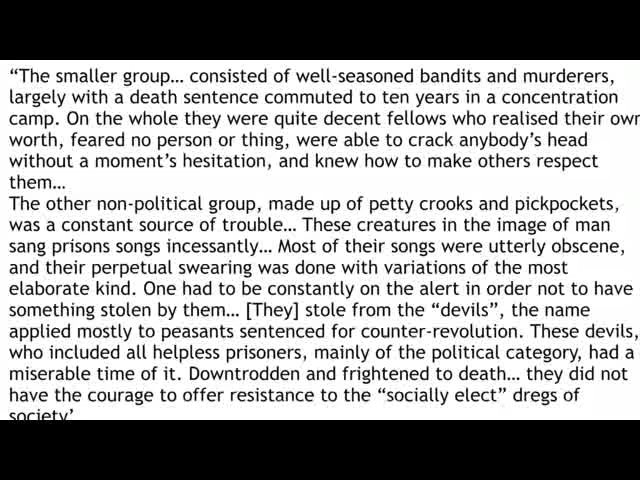 “The smaller group… consisted of well-seasoned bandits and murderers,
largely with a death sentence commuted to ten years in a concentration
camp. On the whole they were quite decent fellows who realised their own
worth, feared no person or thing, were able to crack anybody’s head
without a moment’s hesitation, and knew how to make others respect
them…
The other non-political group, made up of petty crooks and pickpockets,
was a constant source of trouble… These creatures in the image of man
sang prisons songs incessantly… Most of their songs were utterly obscene,
and their perpetual swearing was done with variations of the most
elaborate kind. One had to be constantly on the alert in order not to have
something stolen by them… [They] stole from the “devils”, the name
applied mostly to peasants sentenced for counter-revolution. These devils,
who included all helpless prisoners, mainly of the political category, had a
miserable time of it. Downtrodden and frightened to death… they did not
have the courage to offer resistance to the “socially elect” dregs of
society’